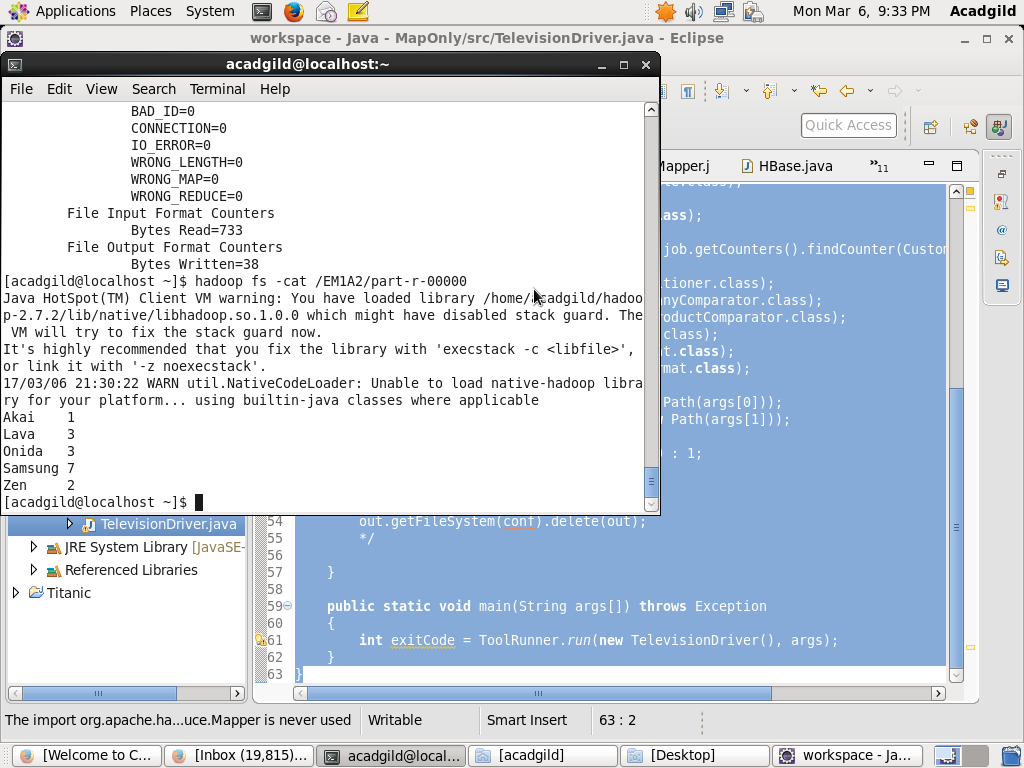 Applications Places System Mon Mar 6, 9:33 PM Acadgild
workspace - Java - MapOnly/src/TelevisionDriver.java - Eclipse
acadgild@localhost:~
File Edit View Search Terminal Help
Quick Access
Mapper.j HBase.java »11
BAD_ID=0
CONNECTION=0
IO_ERROR=0
WRONG_LENGTH=0
WRONG_MAP=0
WRONG_REDUCE=0
File Input Format Counters
Bytes Read=733
File Output Format Counters
Bytes Written=38
[acadgild@localhost ~]$ hadoop fs -cat /EM1A2/part-r-00000
Java HotSpot(TM) Client VM warning: You have loaded library /home/acadgild/hadoo
p-2.7.2/lib/native/libhadoop.so.1.0.0 which might have disabled stack guard. The
VM will try to fix the stack guard now.
It's highly recommended that you fix the library with 'execstack -c <libfile>',
or link it with '-z noexecstack'.
17/03/06 21:30:22 WARN util.NativeCodeLoader: Unable to load native-hadoop libra
ry for your platform... using builtin-java classes where applicable
Akai 1
Lava 3
Onida 3
Samsung 7
Zen 2
[acadgild@localhost ~]$
.class);
lass);
job.getCounters().findCounter(Custon
itioner.class);
anyComparator.class);
roductComparator.class);
class);
t.class);
rmat.class);
Path(args[0]));
w Path(args[1]));
: 1;
TelevisionDriver.java
JRE System Library [JavaSE-
Referenced Libraries
Titanic
54 out.getFileSystem(conf).delete(out);
55 */
56
57 }
58
59 public static void main(String args[]) throws Exception
60 {
61 int exitCode = ToolRunner.run(new TelevisionDriver(), args);
62 }
63 }
The import org.apache.ha...uce.Mapper is never used Writable Smart Insert 63 : 2
[Welcome to C... [Inbox (19,815)... acadgild@local... [acadgild] [Desktop] workspace - Ja...